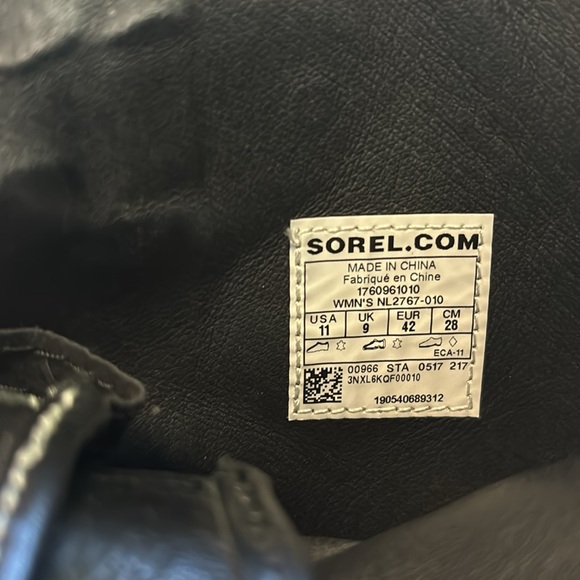 SOREL.COM
MADE IN CHINA
Fabriqué en Chine
1760961010
WMN'S NL2767-010
USA UK EUR CM
11 9 42 28
ECA-11
00966 STA 0517 217
3NXL6KQF00010
190540689312